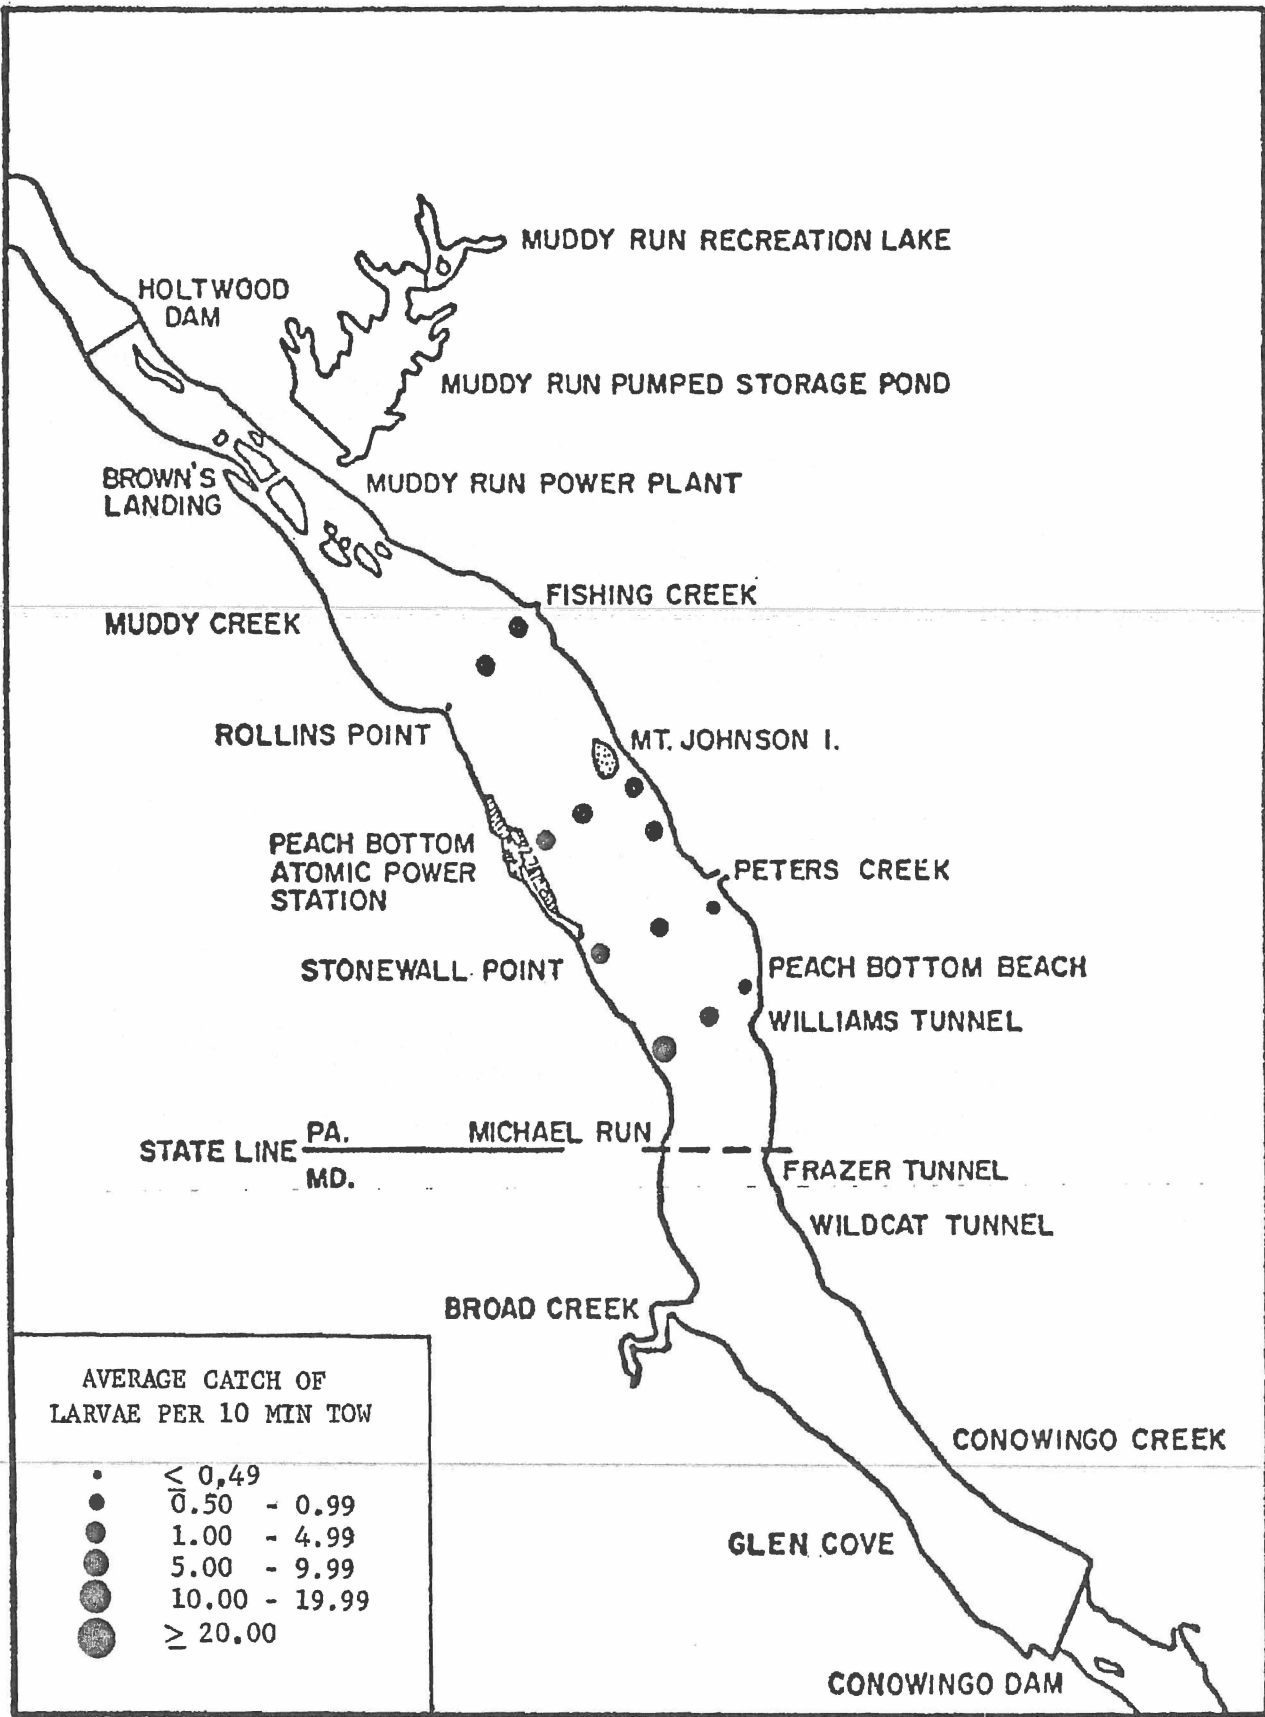 MUDDY RUN RECREATION LAKE
HOLTWOOD
DAM
MUDDY RUN PUMPED STORAGE POND
BROWN'S
LANDING
MUDDY RUN POWER PLANT
FISHING CREEK
MUDDY CREEK
ROLLINS POINT
MT. JOHNSON I.
PEACH BOTTOM
ATOMIC POWER
STATION
PETERS CREEK
STONEWALL POINT
PEACH BOTTOM BEACH
WILLIAMS TUNNEL
STATE LINE
PA.
MD.
MICHAEL RUN
FRAZER TUNNEL
WILDCAT TUNNEL
BROAD CREEK
CONOWINGO CREEK
GLEN COVE
CONOWINGO DAM
AVERAGE CATCH OF
LARVAE PER 10 MIN TOW
≤ 0,49
0.50 - 0.99
1.00 - 4.99
5.00 - 9.99
10.00 - 19.99
≥ 20.00